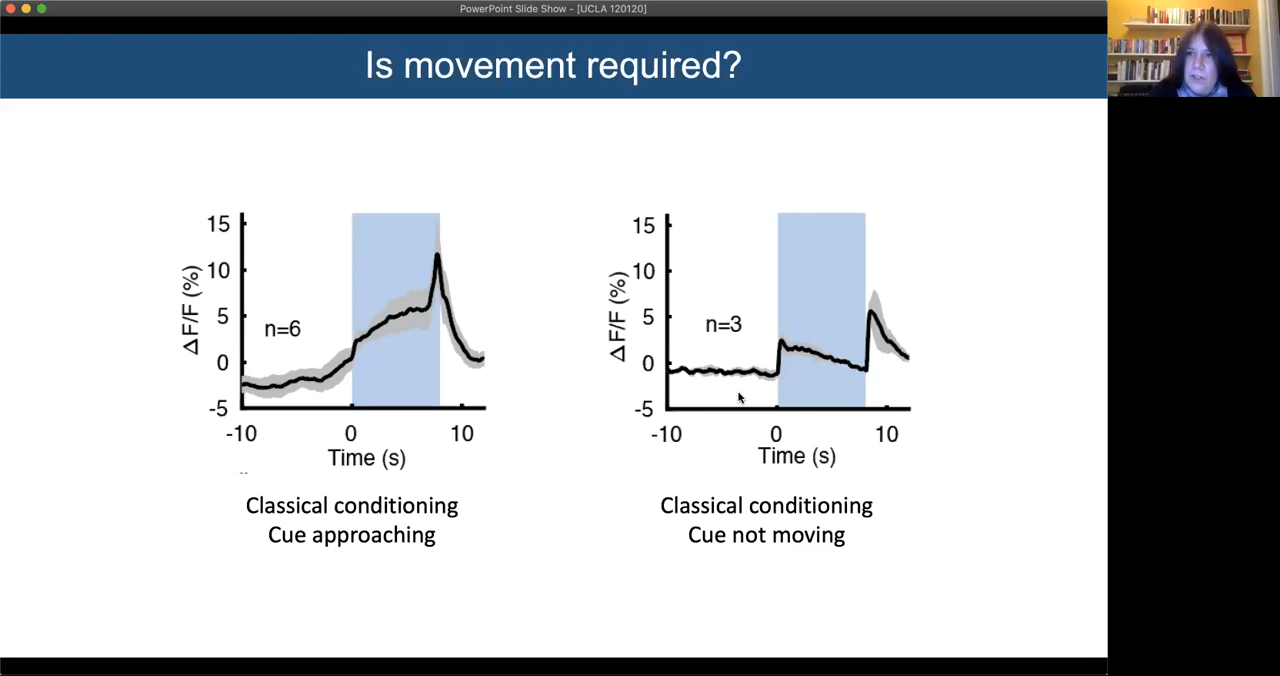 PowerPoint Slide Show - [UCLA 120120]
Is movement required?
15
10
5
0
-5
ΔF/F (%)
n=6
-10
0
10
Time (s)
Classical conditioning
Cue approaching
15
10
5
0
-5
ΔF/F (%)
n=3
-10
0
10
Time (s)
Classical conditioning
Cue not moving